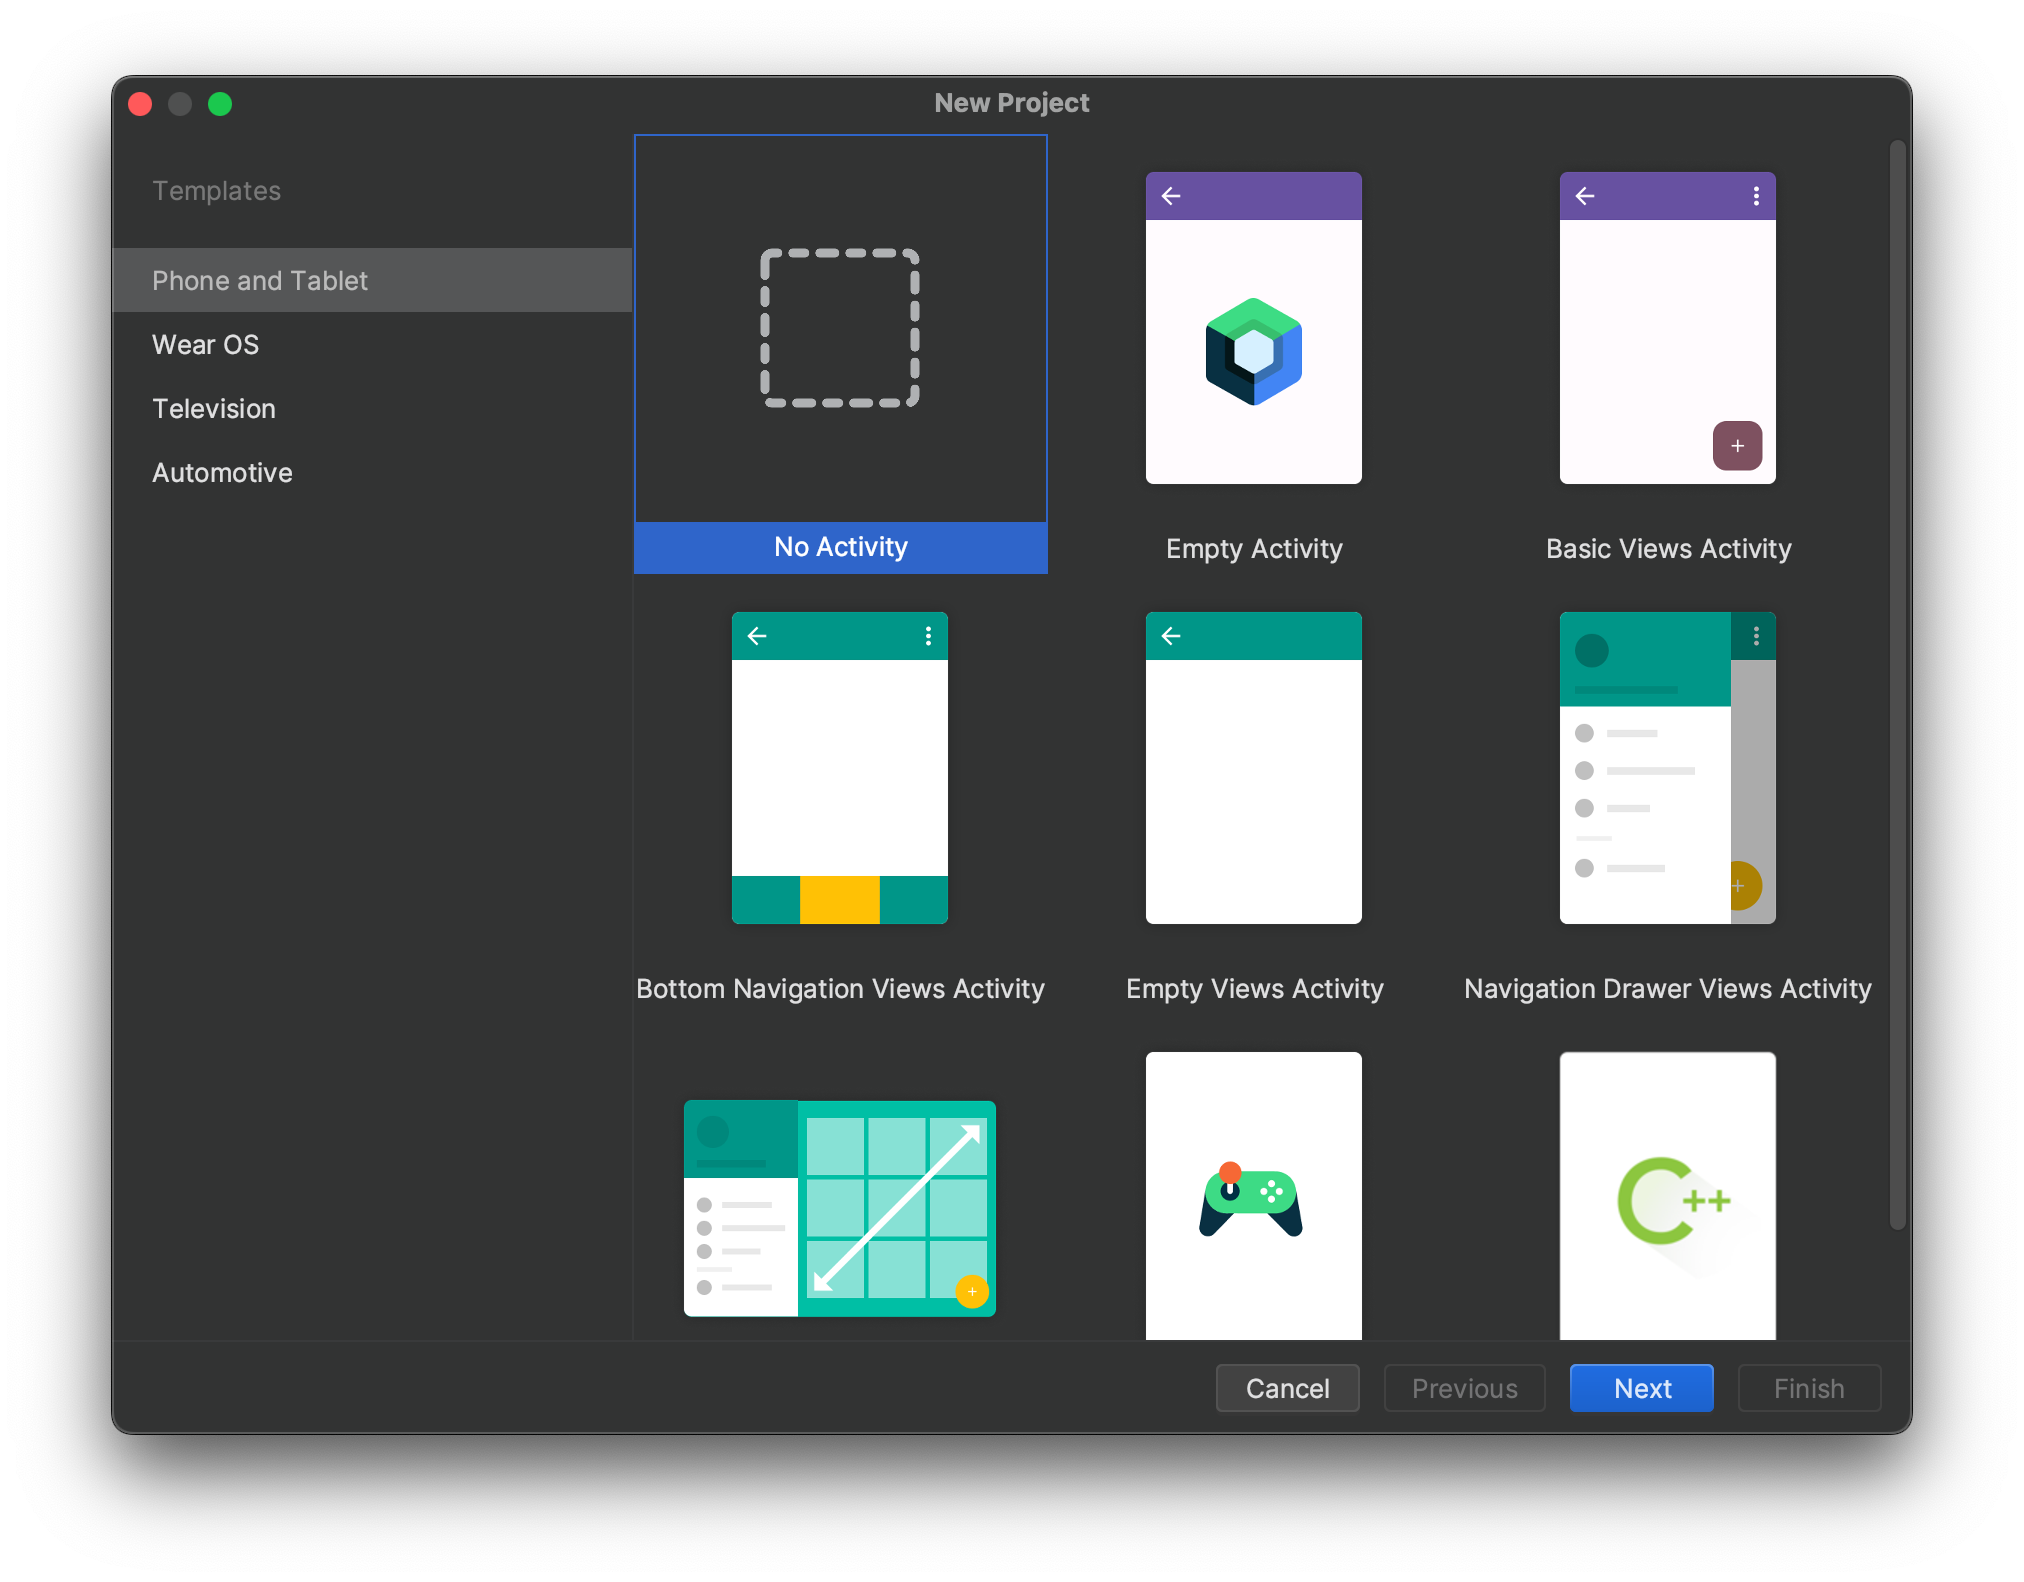 New Project
Templates
Phone and Tablet
Wear OS
Television
Automotive
No Activity
Empty Activity
Basic Views Activity
Bottom Navigation Views Activity
Empty Views Activity
Navigation Drawer Views Activity
C++
Cancel
Previous
Next
Finish